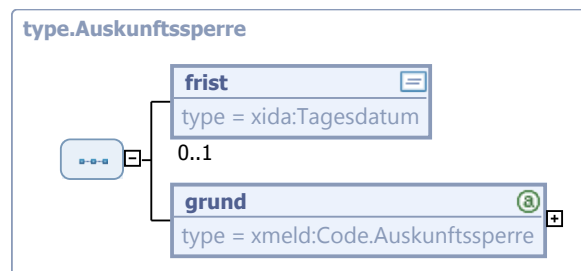 type.Auskunftssperre
frist
type = xida:Tagesdatum
0..1
grund
type = xmeld:Code.Auskunftssperre